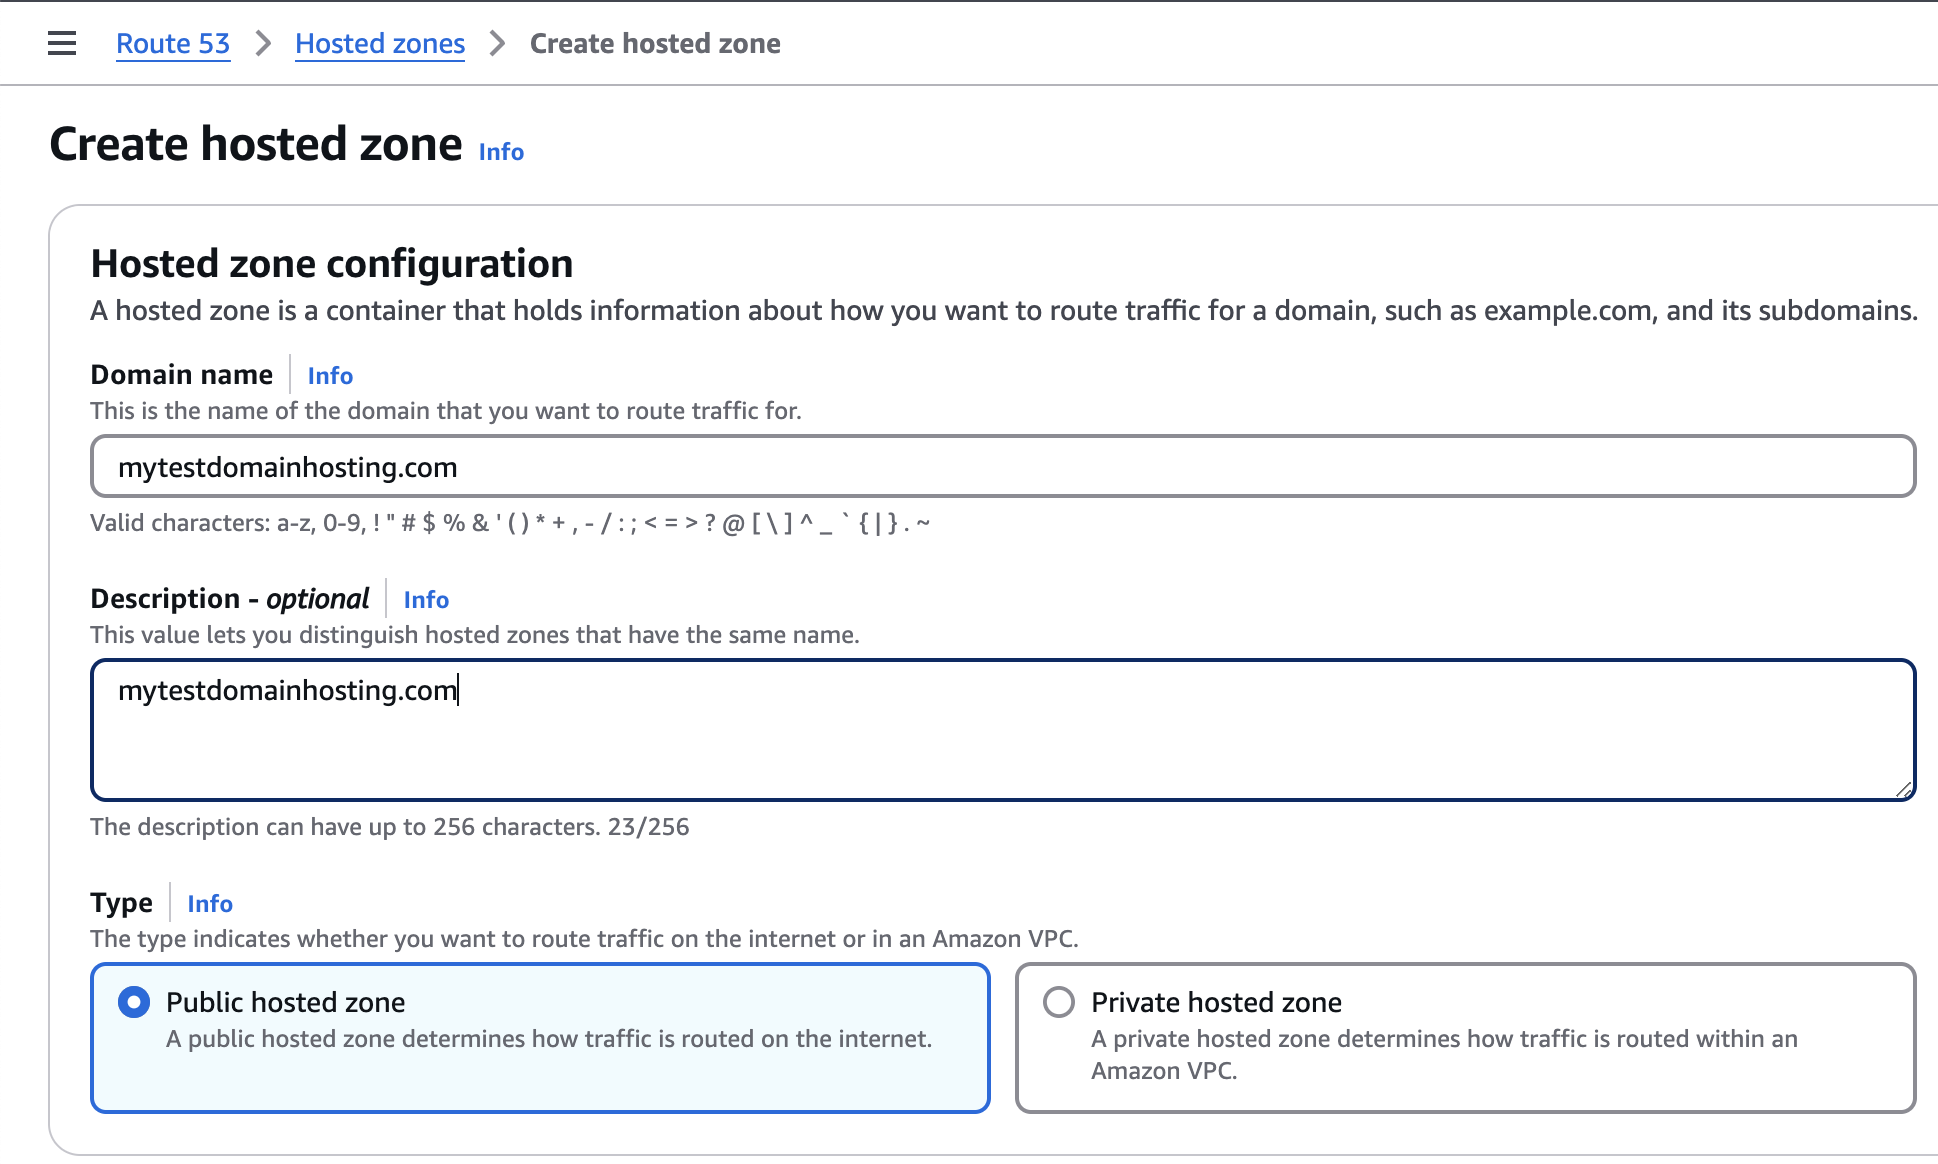 Route 53 > Hosted zones > Create hosted zone
Create hosted zone Info
Hosted zone configuration
A hosted zone is a container that holds information about how you want to route traffic for a domain, such as example.com, and its subdomains.
Domain name Info
This is the name of the domain that you want to route traffic for.
mytestdomainhosting.com
Valid characters: a-z, 0-9, ! " # $ % & ' ( ) * + , - / : ; < = > ? @ [ \ ] ^ _ ` { | } . ~
Description - optional Info
This value lets you distinguish hosted zones that have the same name.
mytestdomainhosting.com
The description can have up to 256 characters. 23/256
Type Info
The type indicates whether you want to route traffic on the internet or in an Amazon VPC.
Public hosted zone
A public hosted zone determines how traffic is routed on the internet.
Private hosted zone
A private hosted zone determines how traffic is routed within an
Amazon VPC.